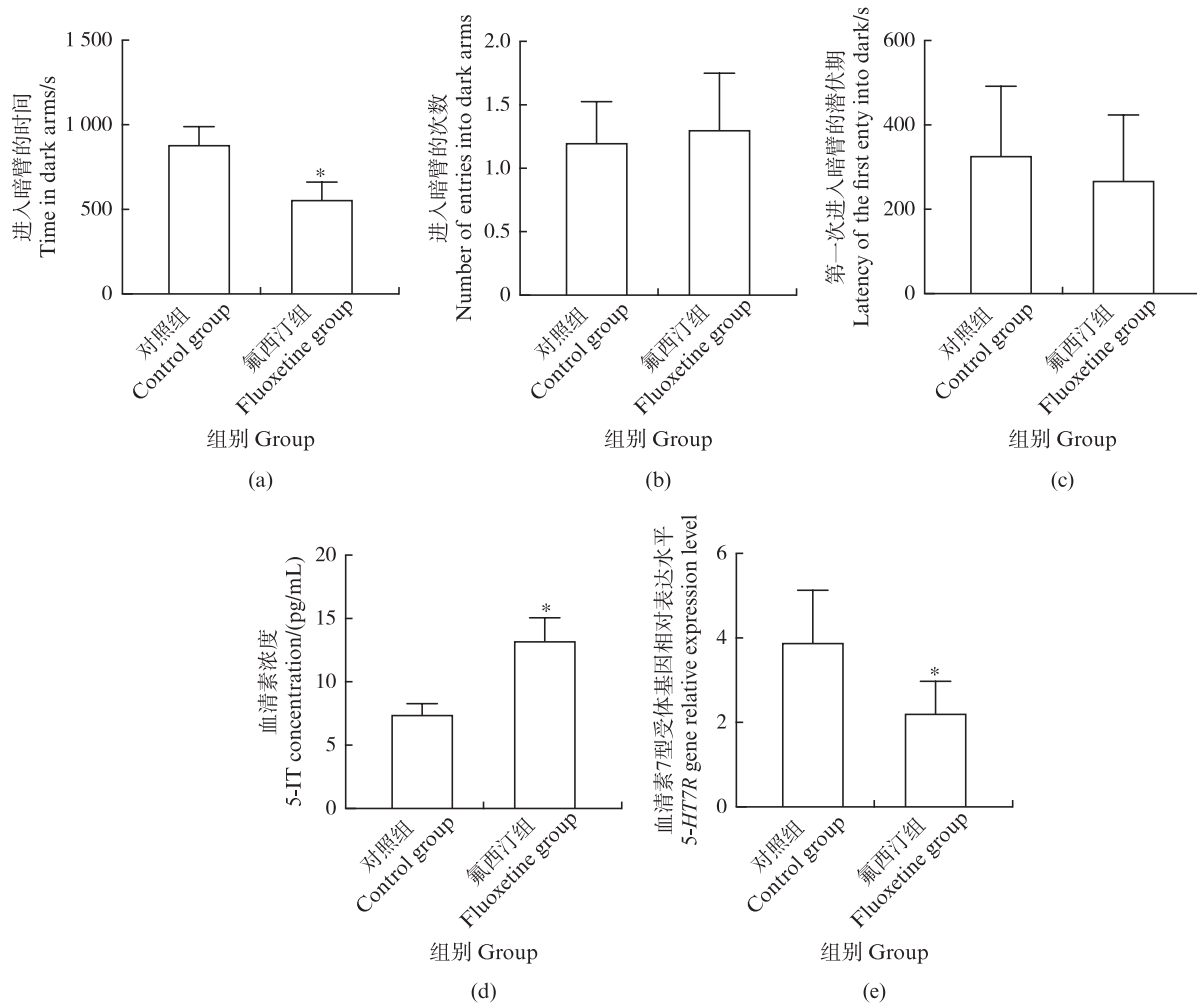 进入暗臂的时间
Time in dark arms/s
1 500
1 000
500
0
*
对照组
Control group
氟西汀组
Fluoxetine group
组别 Group
(a)
进入暗臂的次数
Number of entries into dark arms
2.0
1.5
1.0
0.5
0
对照组
Control group
氟西汀组
Fluoxetine group
组别 Group
(b)
第一次进入暗臂的潜伏期
Latency of the first enty into dark/s
600
400
200
0
对照组
Control group
氟西汀组
Fluoxetine group
组别 Group
(c)
血清素浓度
5-IT concentration/(pg/mL)
20
15
10
5
0
*
对照组
Control group
氟西汀组
Fluoxetine group
组别 Group
(d)
血清素7型受体基因相对表达水平
5-HT7R gene relative expression level
6
4
2
0
*
对照组
Control group
氟西汀组
Fluoxetine group
组别 Group
(e)